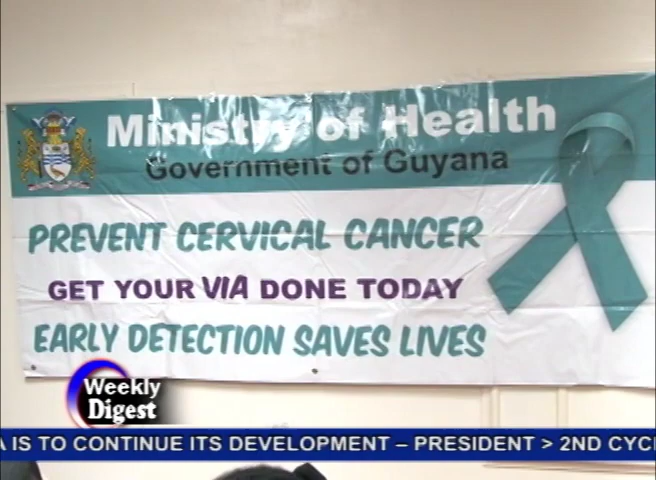 Ministry of Health
Government of Guyana
PREVENT CERVICAL CANCER
GET YOUR VIA DONE TODAY
EARLY DETECTION SAVES LIVES
Weekly
Digest
IS TO CONTINUE ITS DEVELOPMENT – PRESIDENT > 2ND